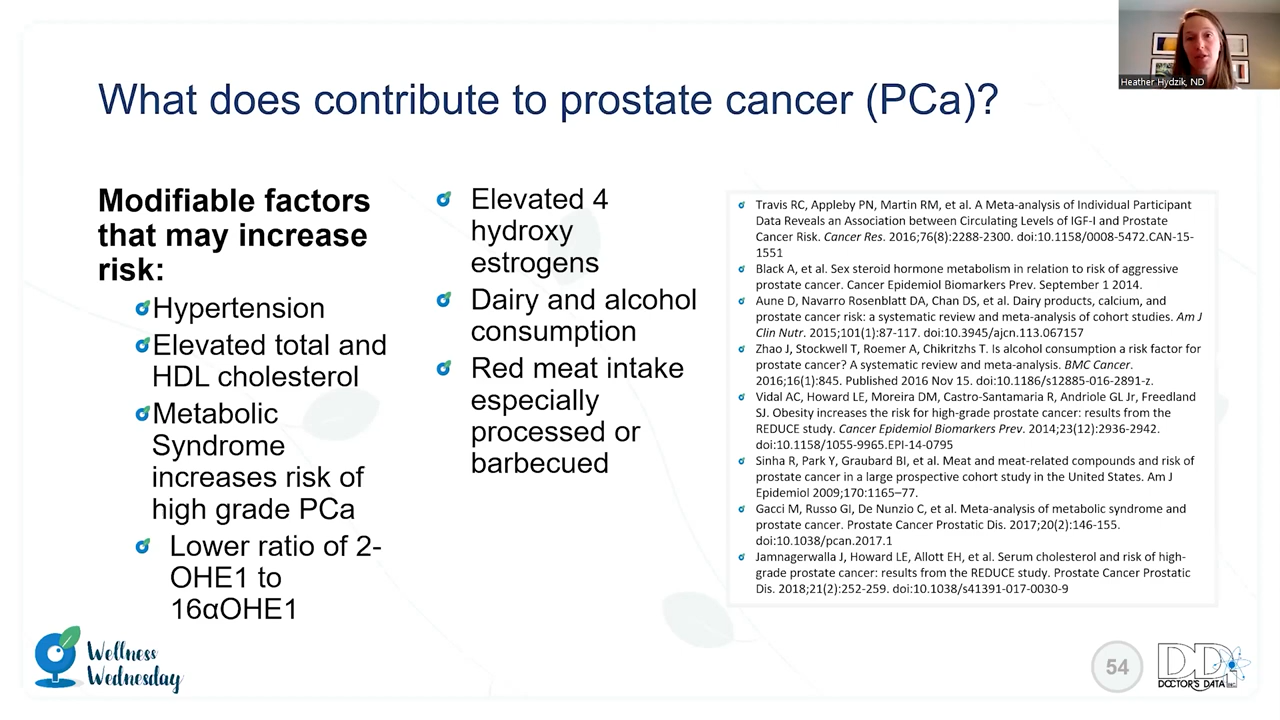 Heather Hydzik, ND
What does contribute to prostate cancer (PCa)?
Modifiable factors
that may increase
risk:
Hypertension
Elevated total and
HDL cholesterol
Metabolic
Syndrome
increases risk of
high grade PCa
Lower ratio of 2-
OHE1 to
16αOHE1
Elevated 4
hydroxy
estrogens
Dairy and alcohol
consumption
Red meat intake
especially
processed or
barbecued
Travis RC, Appleby PN, Martin RM, et al. A Meta-analysis of Individual Participant
Data Reveals an Association between Circulating Levels of IGF-I and Prostate
Cancer Risk. Cancer Res. 2016;76(8):2288-2300. doi:10.1158/0008-5472.CAN-15-
1551
Black A, et al. Sex steroid hormone metabolism in relation to risk of aggressive
prostate cancer. Cancer Epidemiol Biomarkers Prev. September 1 2014.
Aune D, Navarro Rosenblatt DA, Chan DS, et al. Dairy products, calcium, and
prostate cancer risk: a systematic review and meta-analysis of cohort studies. Am J
Clin Nutr. 2015;101(1):87-117. doi:10.3945/ajcn.113.067157
Zhao J, Stockwell T, Roemer A, Chikritzhs T. Is alcohol consumption a risk factor for
prostate cancer? A systematic review and meta-analysis. BMC Cancer.
2016;16(1):845. Published 2016 Nov 15. doi:10.1186/s12885-016-2891-z.
Vidal AC, Howard LE, Moreira DM, Castro-Santamaria R, Andriole GL Jr, Freedland
SJ. Obesity increases the risk for high-grade prostate cancer: results from the
REDUCE study. Cancer Epidemiol Biomarkers Prev. 2014;23(12):2936-2942.
doi:10.1158/1055-9965.EPI-14-0795
Sinha R, Park Y, Graubard BI, et al. Meat and meat-related compounds and risk of
prostate cancer in a large prospective cohort study in the United States. Am J
Epidemiol 2009;170:1165–77.
Gacci M, Russo GI, De Nunzio C, et al. Meta-analysis of metabolic syndrome and
prostate cancer. Prostate Cancer Prostatic Dis. 2017;20(2):146-155.
doi:10.1038/pcan.2017.1
Jamnagerwalla J, Howard LE, Allott EH, et al. Serum cholesterol and risk of high-
grade prostate cancer: results from the REDUCE study. Prostate Cancer Prostatic
Dis. 2018;21(2):252-259. doi:10.1038/s41391-017-0030-9
Wellness
Wednesday
54
DDI
DOCTOR'S DATA INC